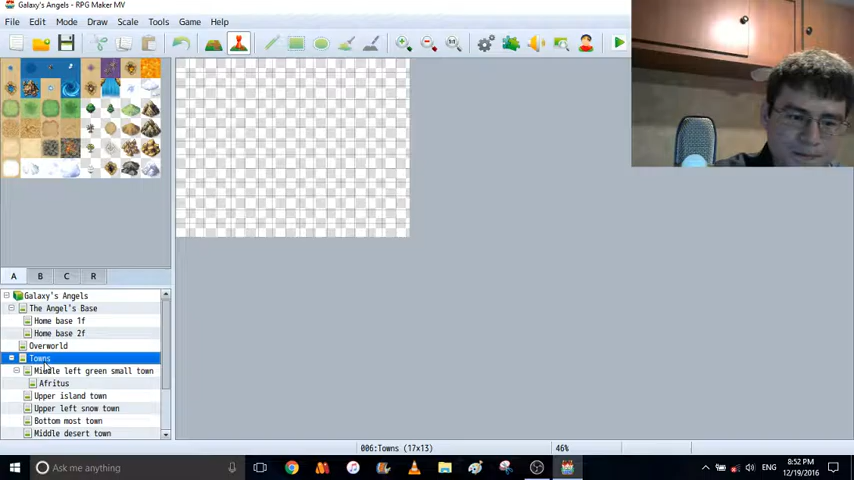 Galaxy's Angels - RPG Maker MV
File Edit Mode Draw Scale Tools Game Help
A B C R
Galaxy's Angels
The Angel's Base
Home base 1f
Home base 2f
Overworld
Towns
Middle left green small town
Afritus
Upper island town
Upper left snow town
Bottom most town
Middle desert town
006:Towns (17x13) 46%
Ask me anything
ENG
8:52 PM
12/19/2016